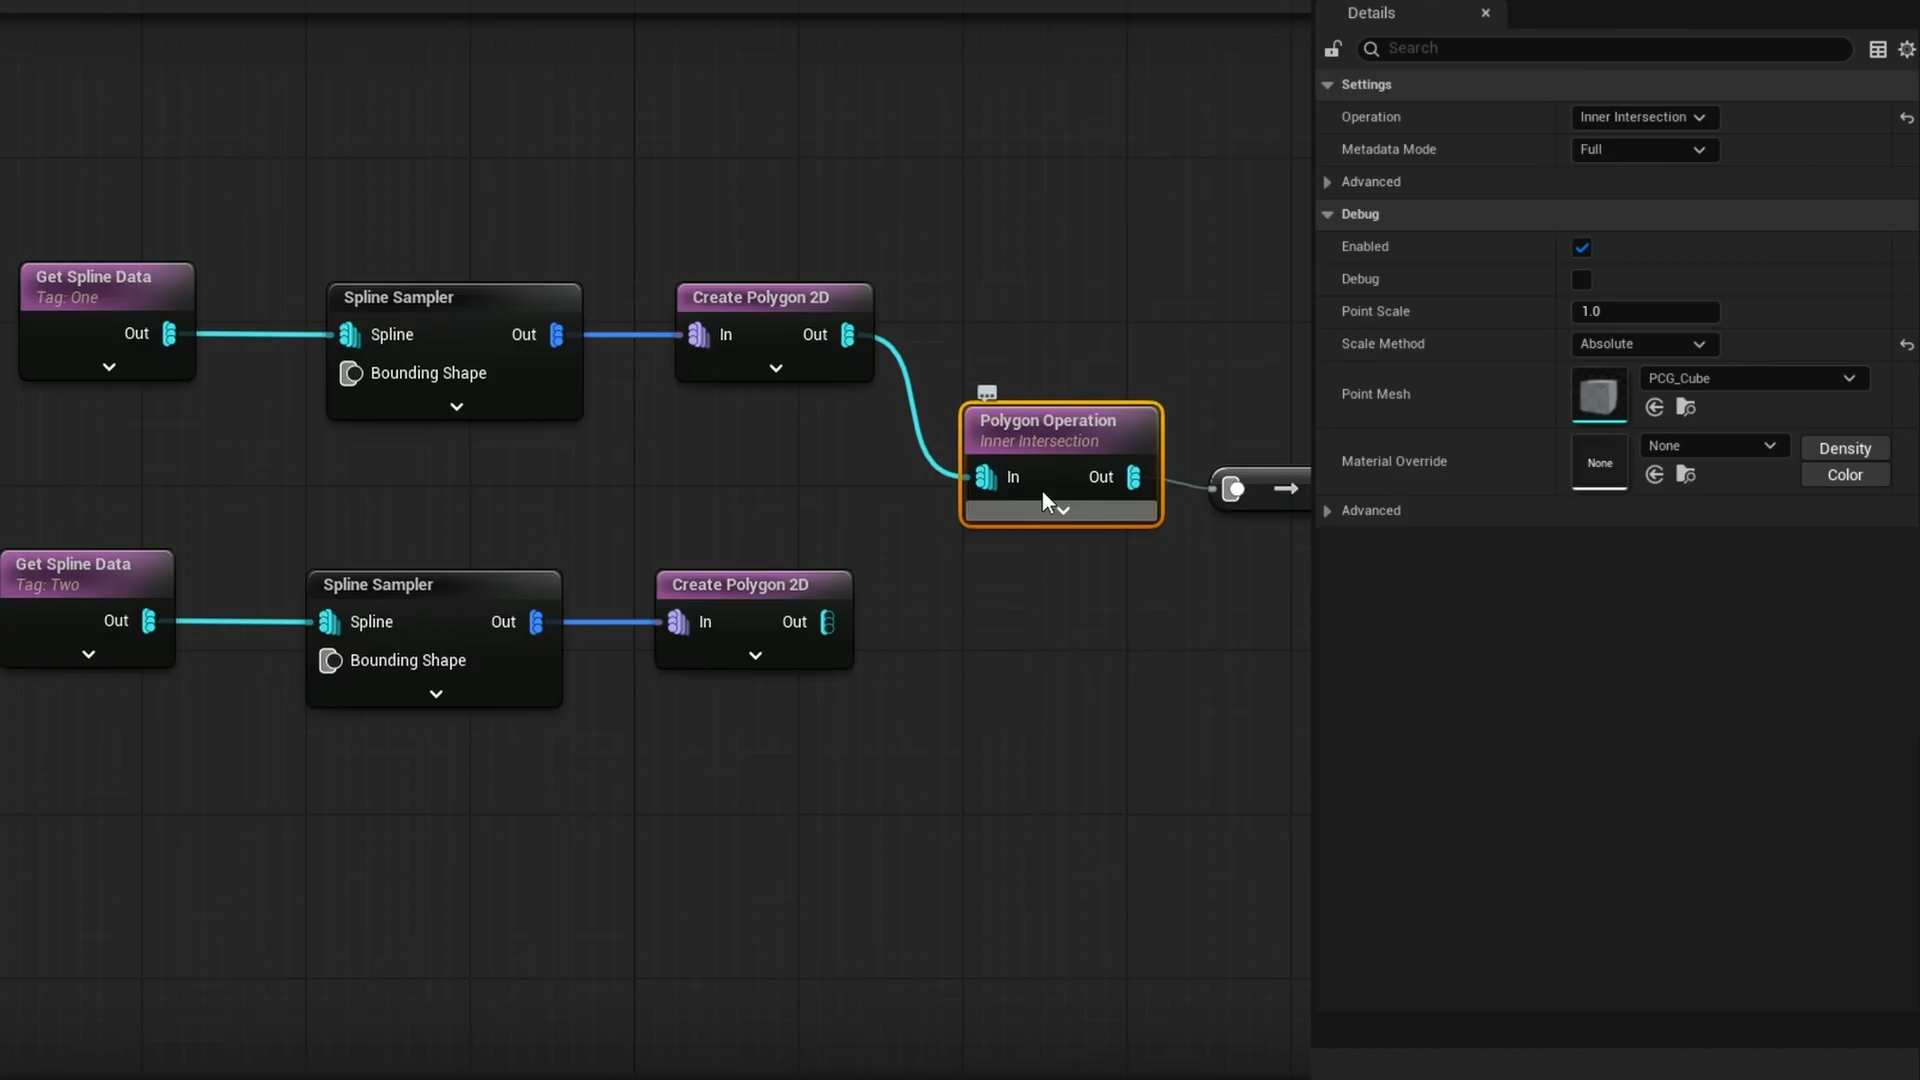 Details
Search
Settings
Operation
Inner Intersection
Metadata Mode
Full
Advanced
Debug
Enabled
Debug
Point Scale
1.0
Scale Method
Absolute
Point Mesh
PCG_Cube
Material Override
None
None
Density
Color
Advanced
Get Spline Data
Tag: One
Out
Spline Sampler
Spline
Out
Bounding Shape
Create Polygon 2D
In
Out
Polygon Operation
Inner Intersection
In
Out
Get Spline Data
Tag: Two
Out
Spline Sampler
Spline
Out
Bounding Shape
Create Polygon 2D
In
Out